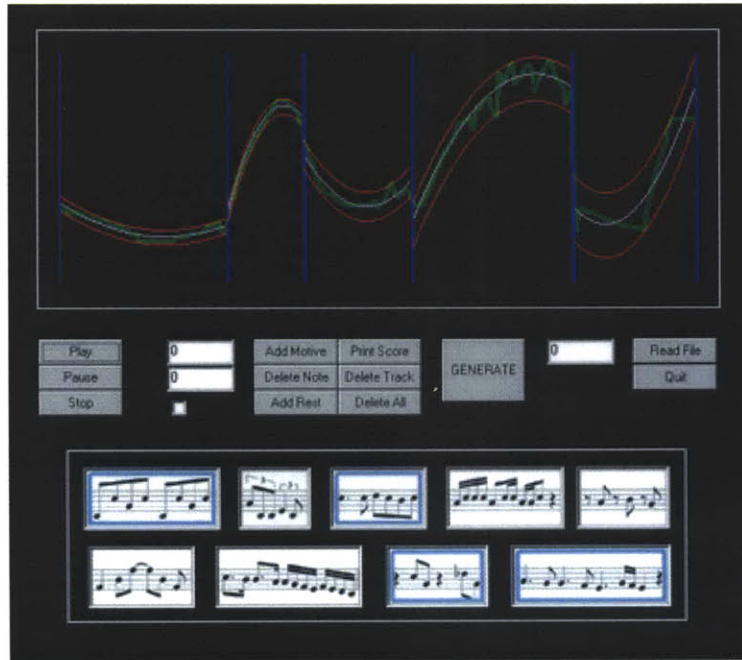 Play 0 Add Motive Print Score GENERATE 0 Read File
Pause 0 Delete Note Delete Track Quit
Stop Add Rest Delete All